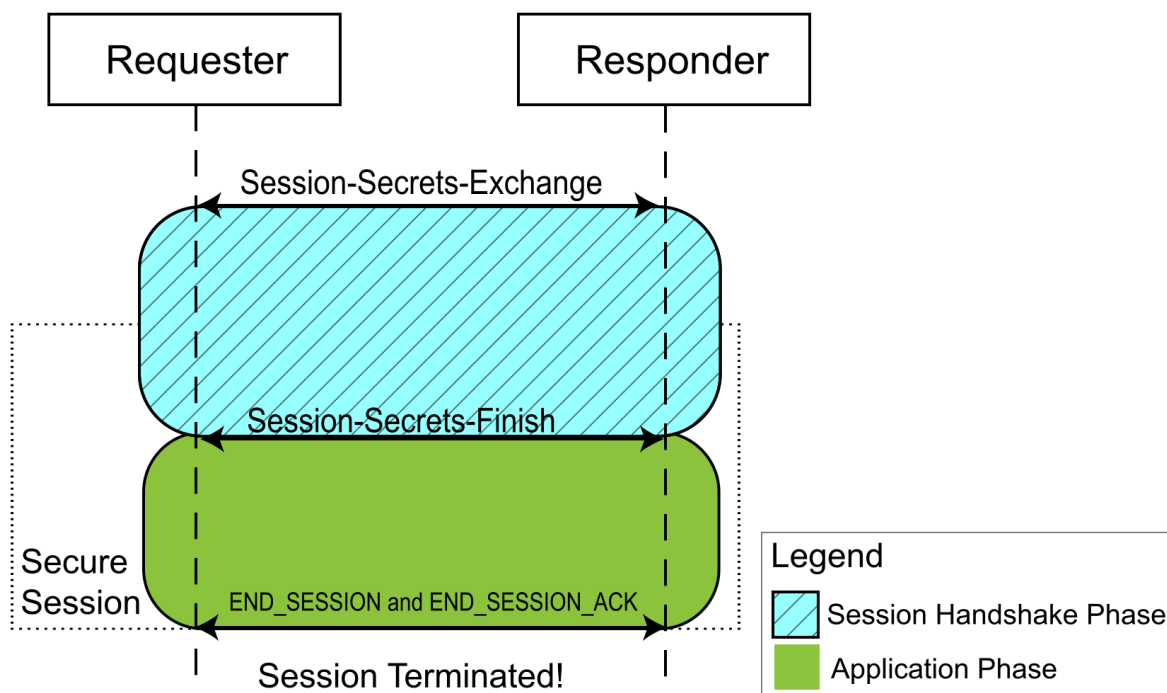 Requester
Responder
Session-Secrets-Exchange
Session-Secrets-Finish
Secure
Session
END_SESSION and END_SESSION_ACK
Session Terminated!
Legend
Session Handshake Phase
Application Phase